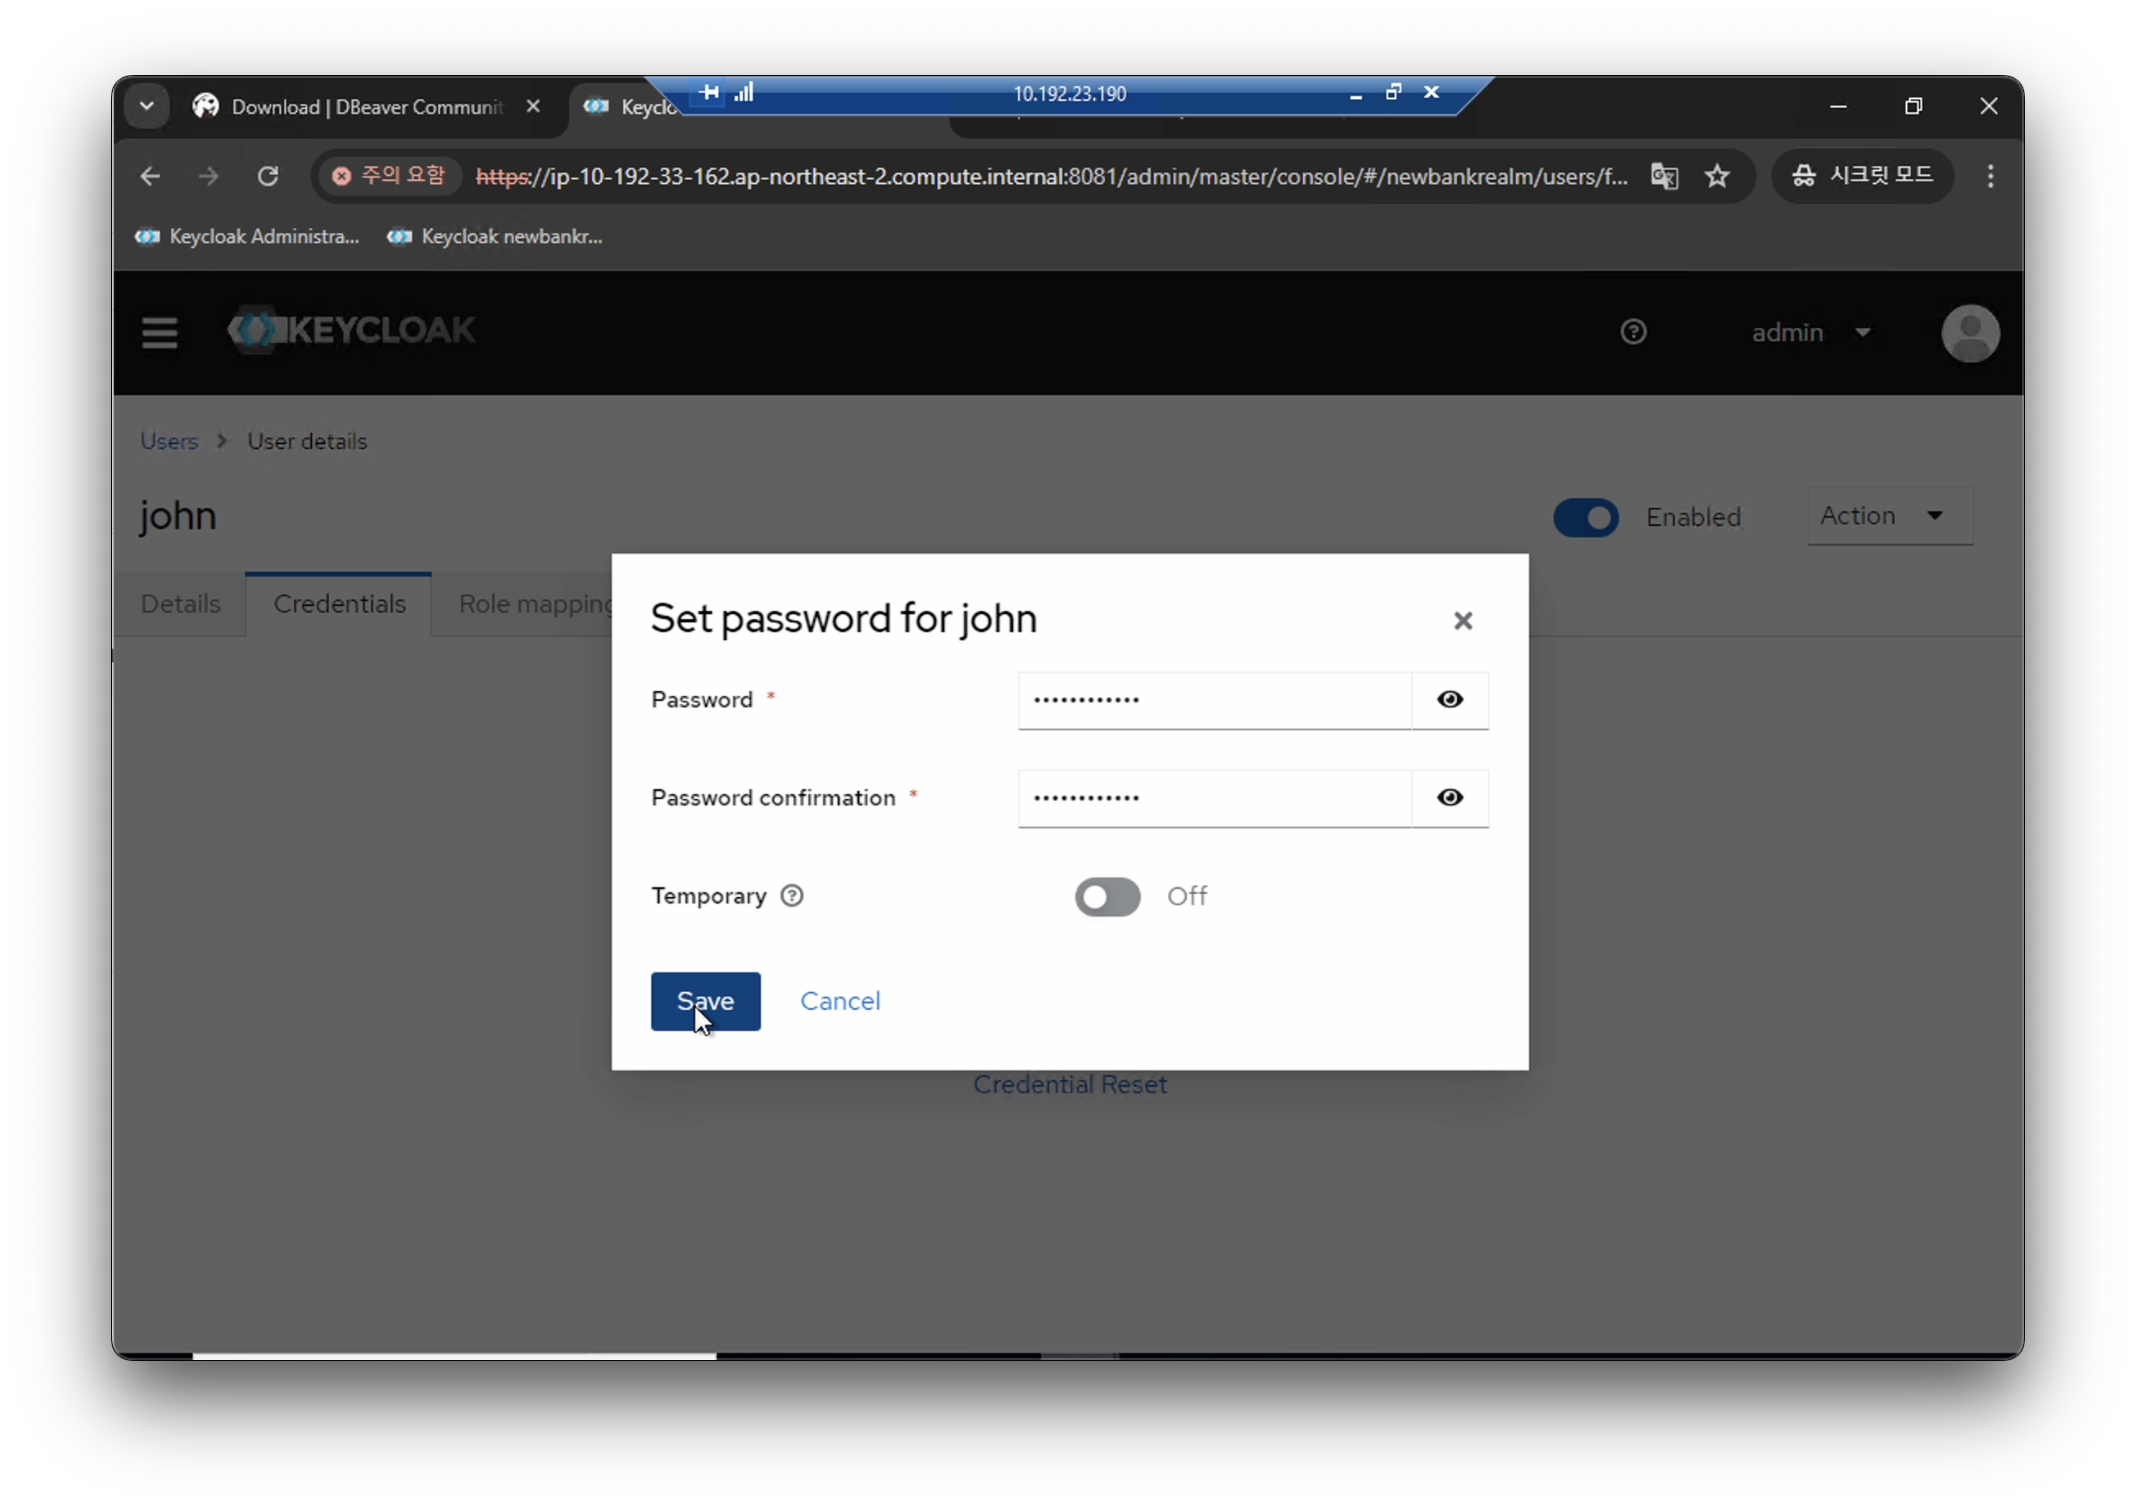 Download | DBeaver Communit
Keyclo
10.192.23.190
주의 요함
https://ip-10-192-33-162.ap-northeast-2.compute.internal:8081/admin/master/console/#/newbankrealm/users/f...
시크릿 모드
Keycloak Administra...
Keycloak newbankr...
KEYCLOAK
admin
Users > User details
john
Enabled
Action
Details
Credentials
Role mapping
Set password for john
Password *
••••••••••••
Password confirmation *
••••••••••••
Temporary
Off
Save
Cancel
Credential Reset